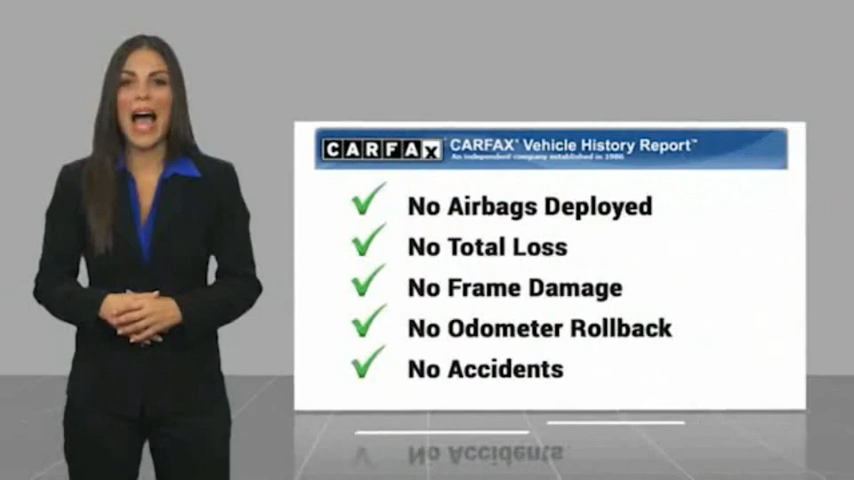 CARFAX CARFAX® Vehicle History Report™
An independent company established in 1986
No Airbags Deployed
No Total Loss
No Frame Damage
No Odometer Rollback
No Accidents
No Accidents